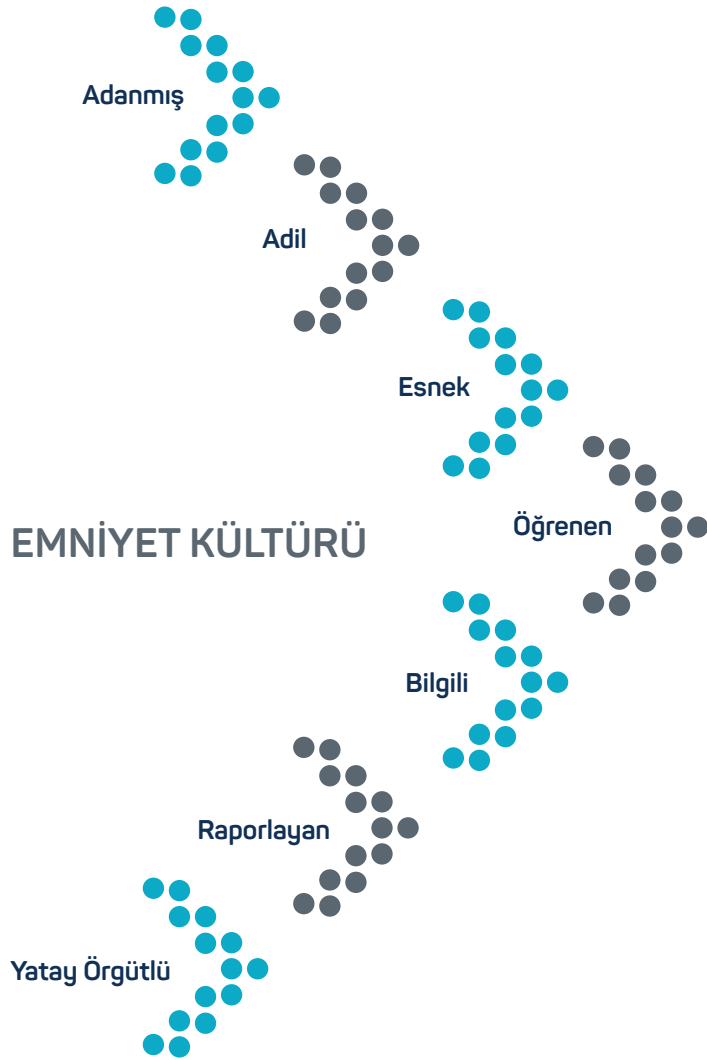 Adanmış
Adil
Esnek
Öğrenen
EMNİYET KÜLTÜRÜ
Bilgili
Raporlayan
Yatay Örgütlü